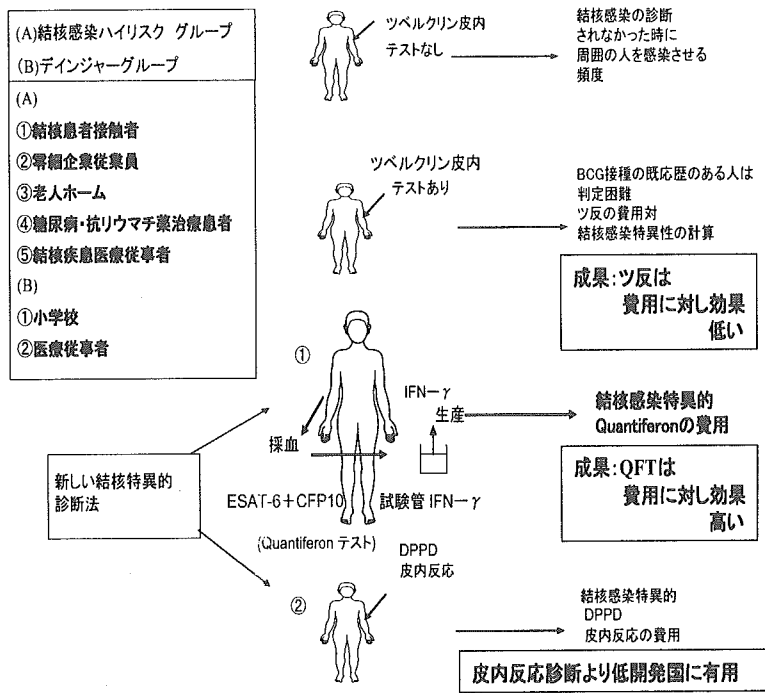 (A)結核感染ハイリスク グループ
(B)デインジャーグループ
(A)
①結核患者接触者
②零細企業従業員
③老人ホーム
④糖尿病・抗リウマチ薬治療患者
⑤結核疾患医療従事者
(B)
①小学校
②医療従事者
ツベルクリン皮内
テストなし
結核感染の診断
されなかった時に
周囲の人を感染させる
頻度
ツベルクリン皮内
テストあり
BCG接種の既応歴のある人は
判定困難
ツ反の費用対
結核感染特異性の計算
成果:ツ反は
費用に対し効果
低い
新しい結核特異的
診断法
①
採血
IFN－γ
生産
ESAT-6＋CFP10
試験管 IFN－γ
(Quantiferon テスト)
結核感染特異的
Quantiferonの費用
成果:QFTは
費用に対し効果
高い
②
DPPD
皮内反応
結核感染特異的
DPPD
皮内反応の費用
皮内反応診断より低開発国に有用